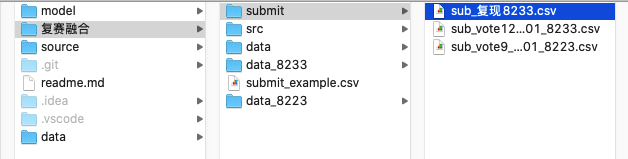 model
复赛融合
source
.git
readme.md
.idea
.vscode
data
submit
src
data
data_8233
submit_example.csv
data_8223
sub_复现8233.csv
sub_vote12...01_8233.csv
sub_vote9_...01_8223.csv